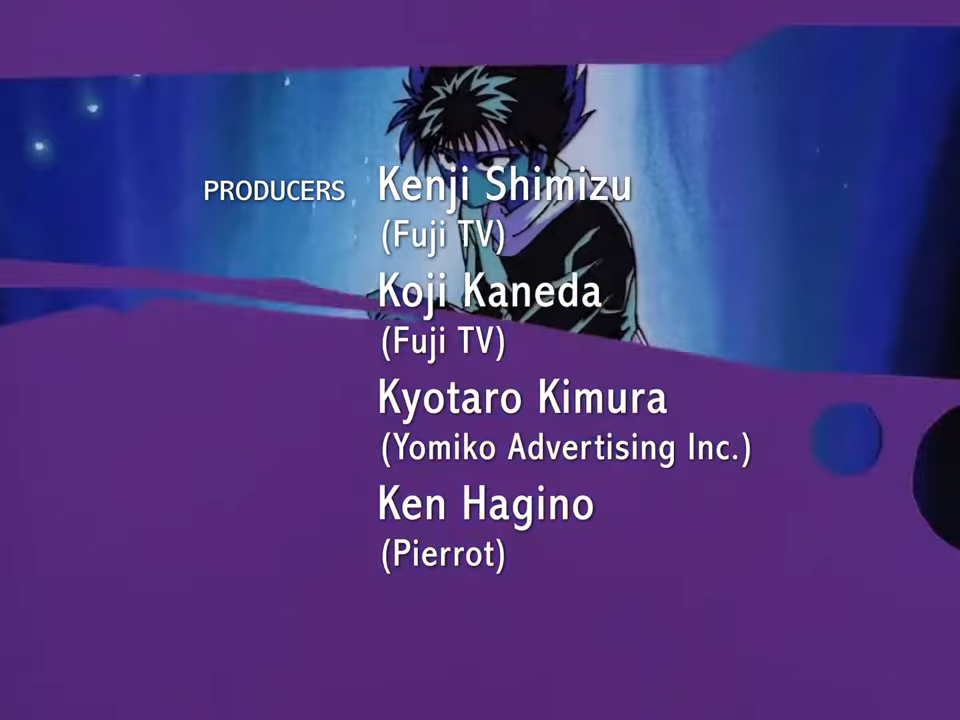 PRODUCERS Kenji Shimizu
(Fuji TV)
Koji Kaneda
(Fuji TV)
Kyotaro Kimura
(Yomiko Advertising Inc.)
Ken Hagino
(Pierrot)